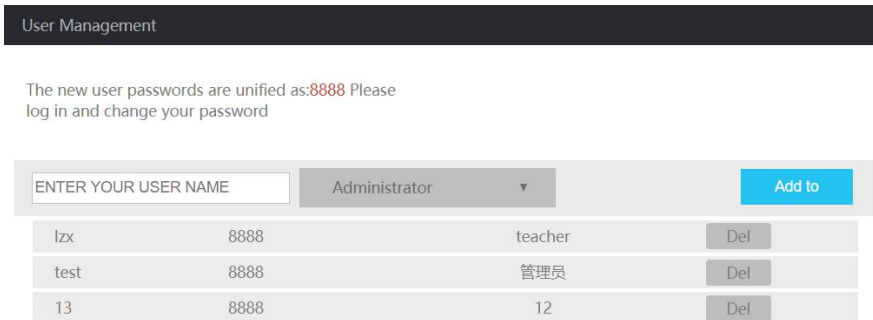 User Management
The new user passwords are unified as:8888 Please
log in and change your password
ENTER YOUR USER NAME Administrator ▼ Add to
lzx 8888 teacher Del
test 8888 管理员 Del
13 8888 12 Del